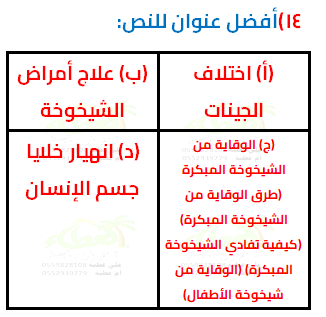 ١٤)أفضل عنوان للنص:
(أ) اختلاف
الجينات
(ب) علاج أمراض
الشيخوخة
(ج) الوقاية من
الشيخوخة المبكرة
(طرق الوقاية من
الشيخوخة المبكرة)
(كيفية تفادي الشيخوخة
المبكرة) (الوقاية من
شيخوخة الأطفال)
(د) انهيار خلايا
جسم الإنسان